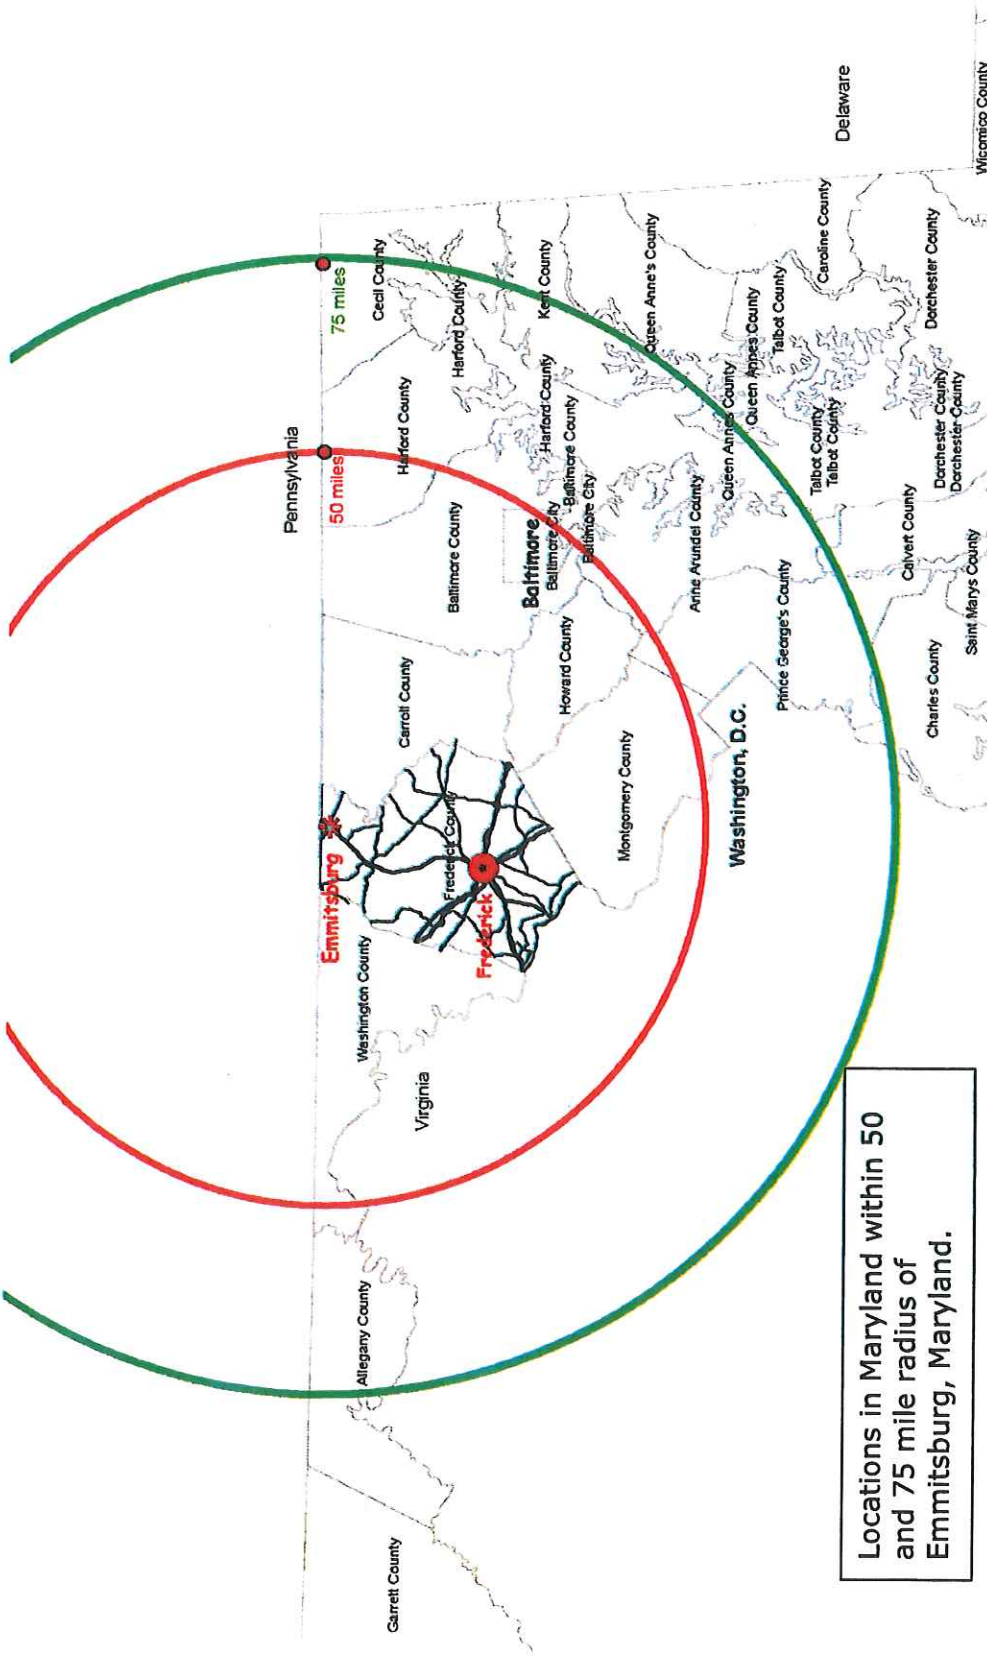 Pennsylvania
75 miles
50 miles
Emmitsburg
Cecil County
Harford County
Harford County
Kent County
Harford County
Baltimore County
Baltimore County
Baltimore
Baltimore City
Baltimore City
Carroll County
Howard County
Frederick County
Frederick
Washington County
Virginia
Allegany County
Garrett County
Montgomery County
Washington, D.C.
Anne Arundel County
Prince George's County
Queen Anne's County
Queen Annes County
Queen Annes County
Talbot County
Talbot County
Talbot County
Caroline County
Delaware
Dorchester County
Dorchester County
Dorchester County
Calvert County
Charles County
Saint Marys County
Wicomico County
Locations in Maryland within 50
and 75 mile radius of
Emmitsburg, Maryland.